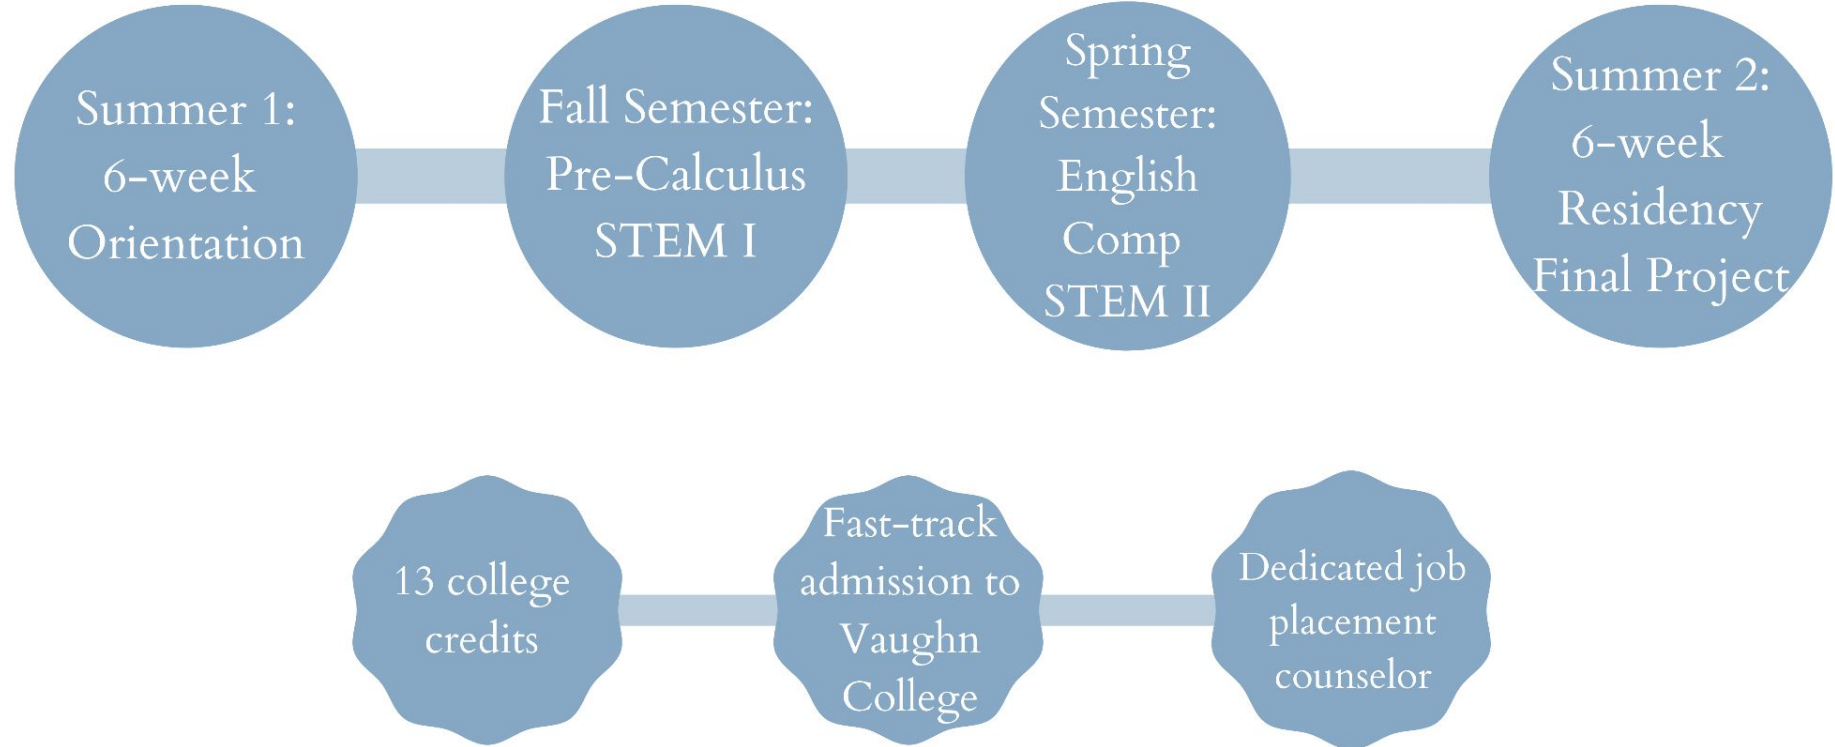 Summer 1:
6-week
Orientation
Fall Semester:
Pre-Calculus
STEM I
Spring
Semester:
English
Comp
STEM II
Summer 2:
6-week
Residency
Final Project
13 college
credits
Fast-track
admission to
Vaughn
College
Dedicated job
placement
counselor